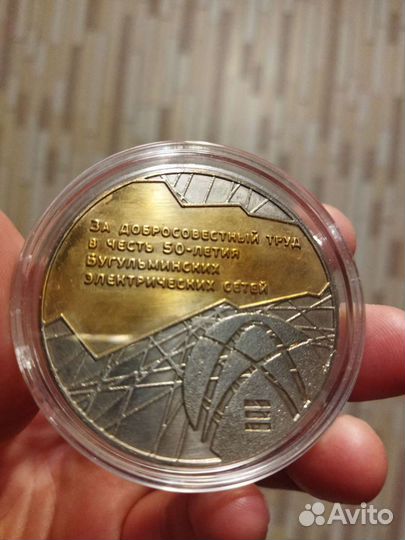 За добросовестный труд
в честь 50-летия
Бугульминских
электрических сетей
Avito